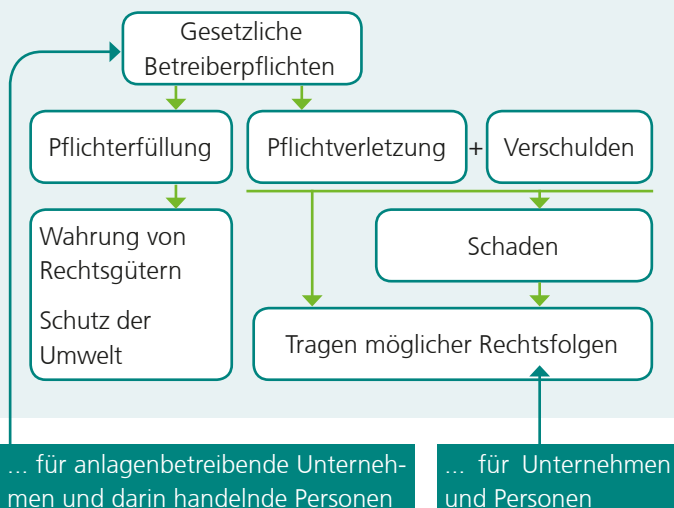 Gesetzliche
Betreiberpflichten
Pflichterfüllung
Pflichtverletzung + Verschulden
Wahrung von
Rechtsgütern
Schutz der
Umwelt
Schaden
Tragen möglicher Rechtsfolgen
... für anlagenbetreibende Unterneh-
men und darin handelnde Personen
... für Unternehmen
und Personen